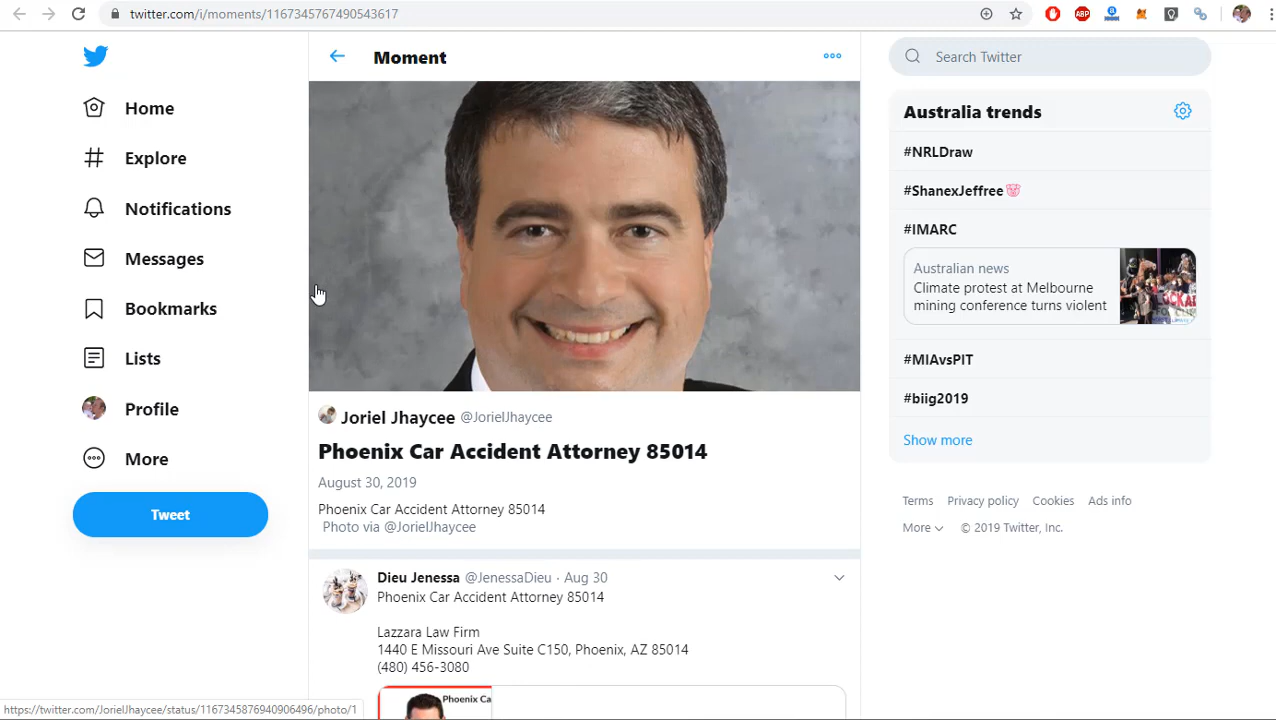 twitter.com/i/moments/1167345767490543617
ABP
Home
Explore
Notifications
Messages
Bookmarks
Lists
Profile
More
Tweet
Moment
Joriel Jhaycee @JorielJhaycee
Phoenix Car Accident Attorney 85014
August 30, 2019
Phoenix Car Accident Attorney 85014
Photo via @JorielJhaycee
Dieu Jenessa @JenessaDieu · Aug 30
Phoenix Car Accident Attorney 85014
Lazzara Law Firm
1440 E Missouri Ave Suite C150, Phoenix, AZ 85014
(480) 456-3080
Phoenix Ca
Search Twitter
Australia trends
#NRLDraw
#ShanexJeffree
#IMARC
Australian news
Climate protest at Melbourne
mining conference turns violent
#MIAvsPIT
#biig2019
Show more
Terms Privacy policy Cookies Ads info
More © 2019 Twitter, Inc.
https://twitter.com/JorielJhaycee/status/1167345876940906496/photo/1